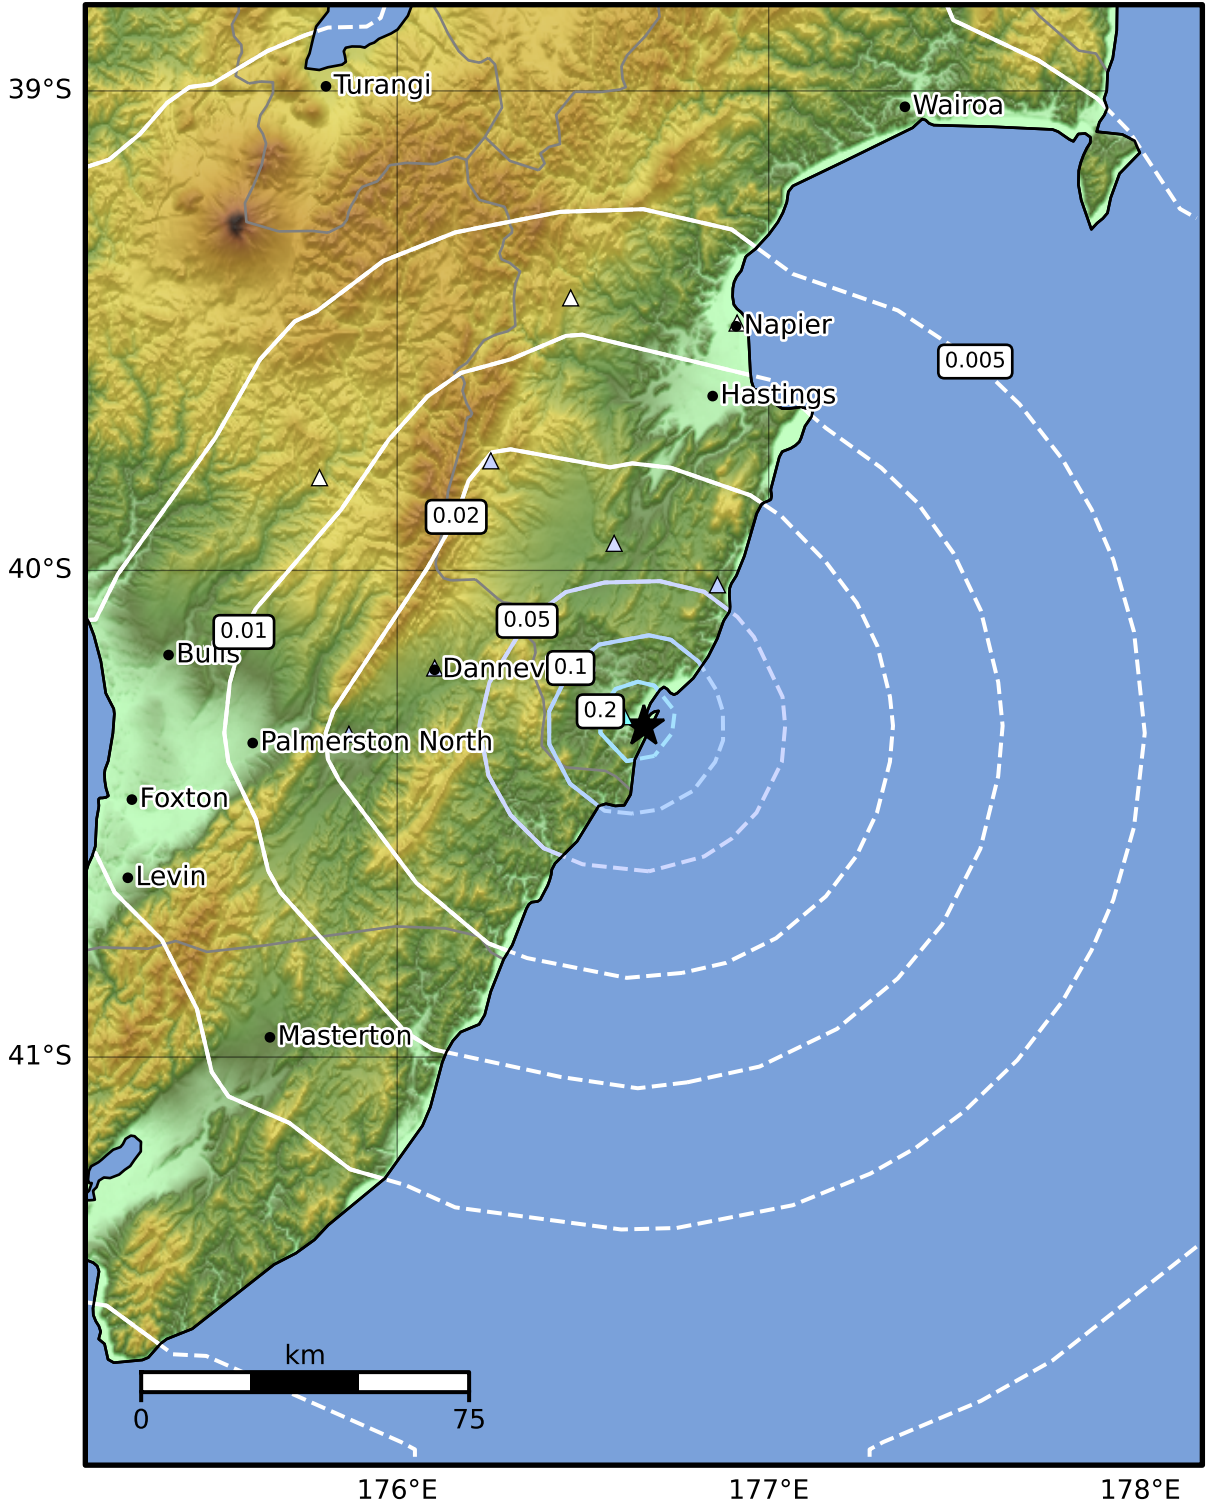 39°S
Turangi
Wairoa
Napier
0.005
Hastings
0.02
40°S
0.05
0.01
Bulls
Dannev
0.1
0.2
Palmerston North
Foxton
Levin
Masterton
41°S
km
0
75
176°E
177°E
178°E